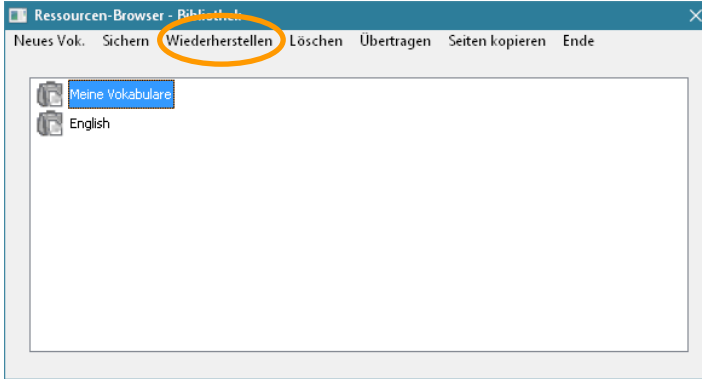 Ressourcen-Browser - Bibliothek
Neues Vok. Sichern Wiederherstellen Löschen Übertragen Seiten kopieren Ende
Meine Vokabulare
English